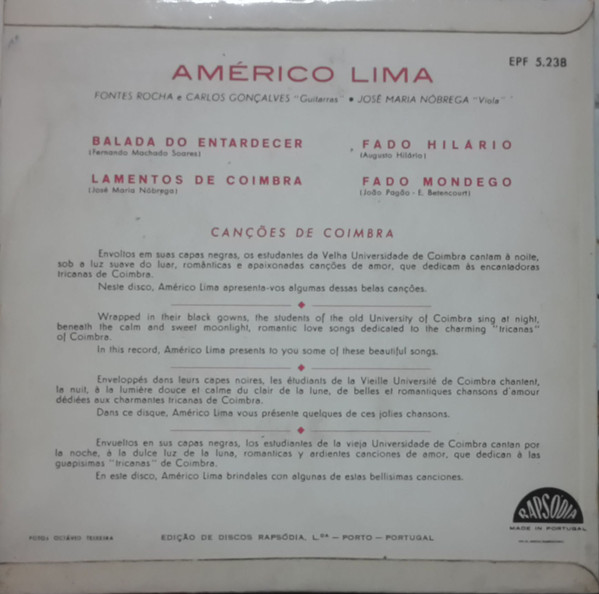 EPF 5.238
AMÉRICO LIMA
FONTES ROCHA e CARLOS GONÇALVES "Guitarras" • JOSÉ MARIA NÓBREGA "Viola"
BALADA DO ENTARDECER
(Fernando Machado Soares)
FADO HILÁRIO
(Augusto Hilário)
LAMENTOS DE COIMBRA
(José Maria Nóbrega)
FADO MONDEGO
(João Pagão - E. Betencourt)
CANÇÕES DE COIMBRA
Envoltos em suas capas negras, os estudantes da Velha Universidade de Coimbra cantam à noite,
sob a luz suave do luar, românticas e apaixonadas canções de amor, que dedicam às encantadoras
tricanas de Coimbra.
Neste disco, Américo Lima apresenta-vos algumas dessas belas canções.
Wrapped in their black gowns, the students of the old University of Coimbra sing at night,
beneath the calm and sweet moonlight, romantic love songs dedicated to the charming "tricanas"
of Coimbra.
In this record, Américo Lima presents to you some of these beautiful songs.
Enveloppés dans leurs capes noires, les étudiants de la Vieille Université de Coimbra chantent,
la nuit, à la lumière douce et calme du clair de la lune, de belles et romantiques chansons d'amour
dédiées aux charmantes tricanas de Coimbra.
Dans ce disque, Américo Lima vous présente quelques de ces jolies chansons.
Envueltos en sus capas negras, los estudiantes de la vieja Universidade de Coimbra cantan por
la noche, à la dulce luz de la luna, romanticas y ardientes canciones de amor, que dedican à las
guapisimas "tricanas" de Coimbra.
En este disco, Américo Lima brindales con algunas de estas bellisimas canciones.
RAPSÓDIA
MADE IN PORTUGAL
EDIÇÃO DE DISCOS RAPSÓDIA, L.DA — PORTO — PORTUGAL
TEIXEIRA